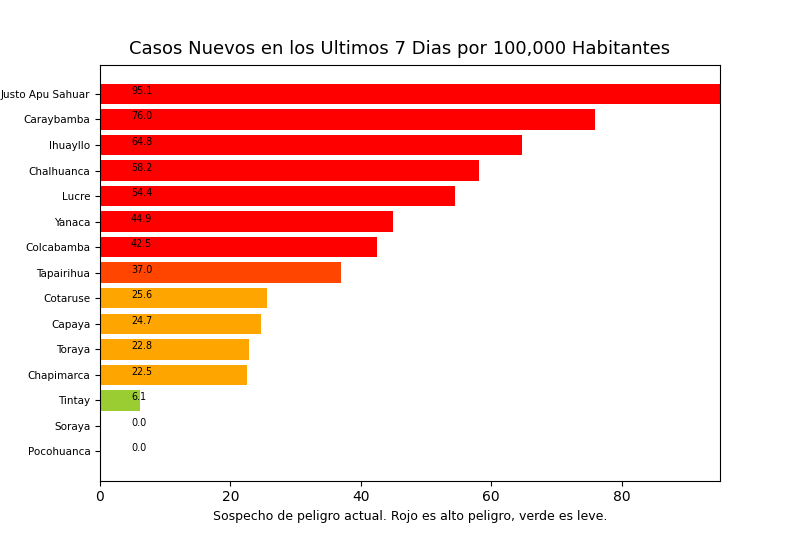 Casos Nuevos en los Ultimos 7 Dias por 100,000 Habitantes
Justo Apu Sahuar 95.1
Caraybamba 76.0
Ihuayllo 64.8
Chalhuanca 58.2
Lucre 54.4
Yanaca 44.9
Colcabamba 42.5
Tapairihua 37.0
Cotaruse 25.6
Capaya 24.7
Toraya 22.8
Chapimarca 22.5
Tintay 6.1
Soraya 0.0
Pocohuanca 0.0
0 20 40 60 80
Sospecho de peligro actual. Rojo es alto peligro, verde es leve.